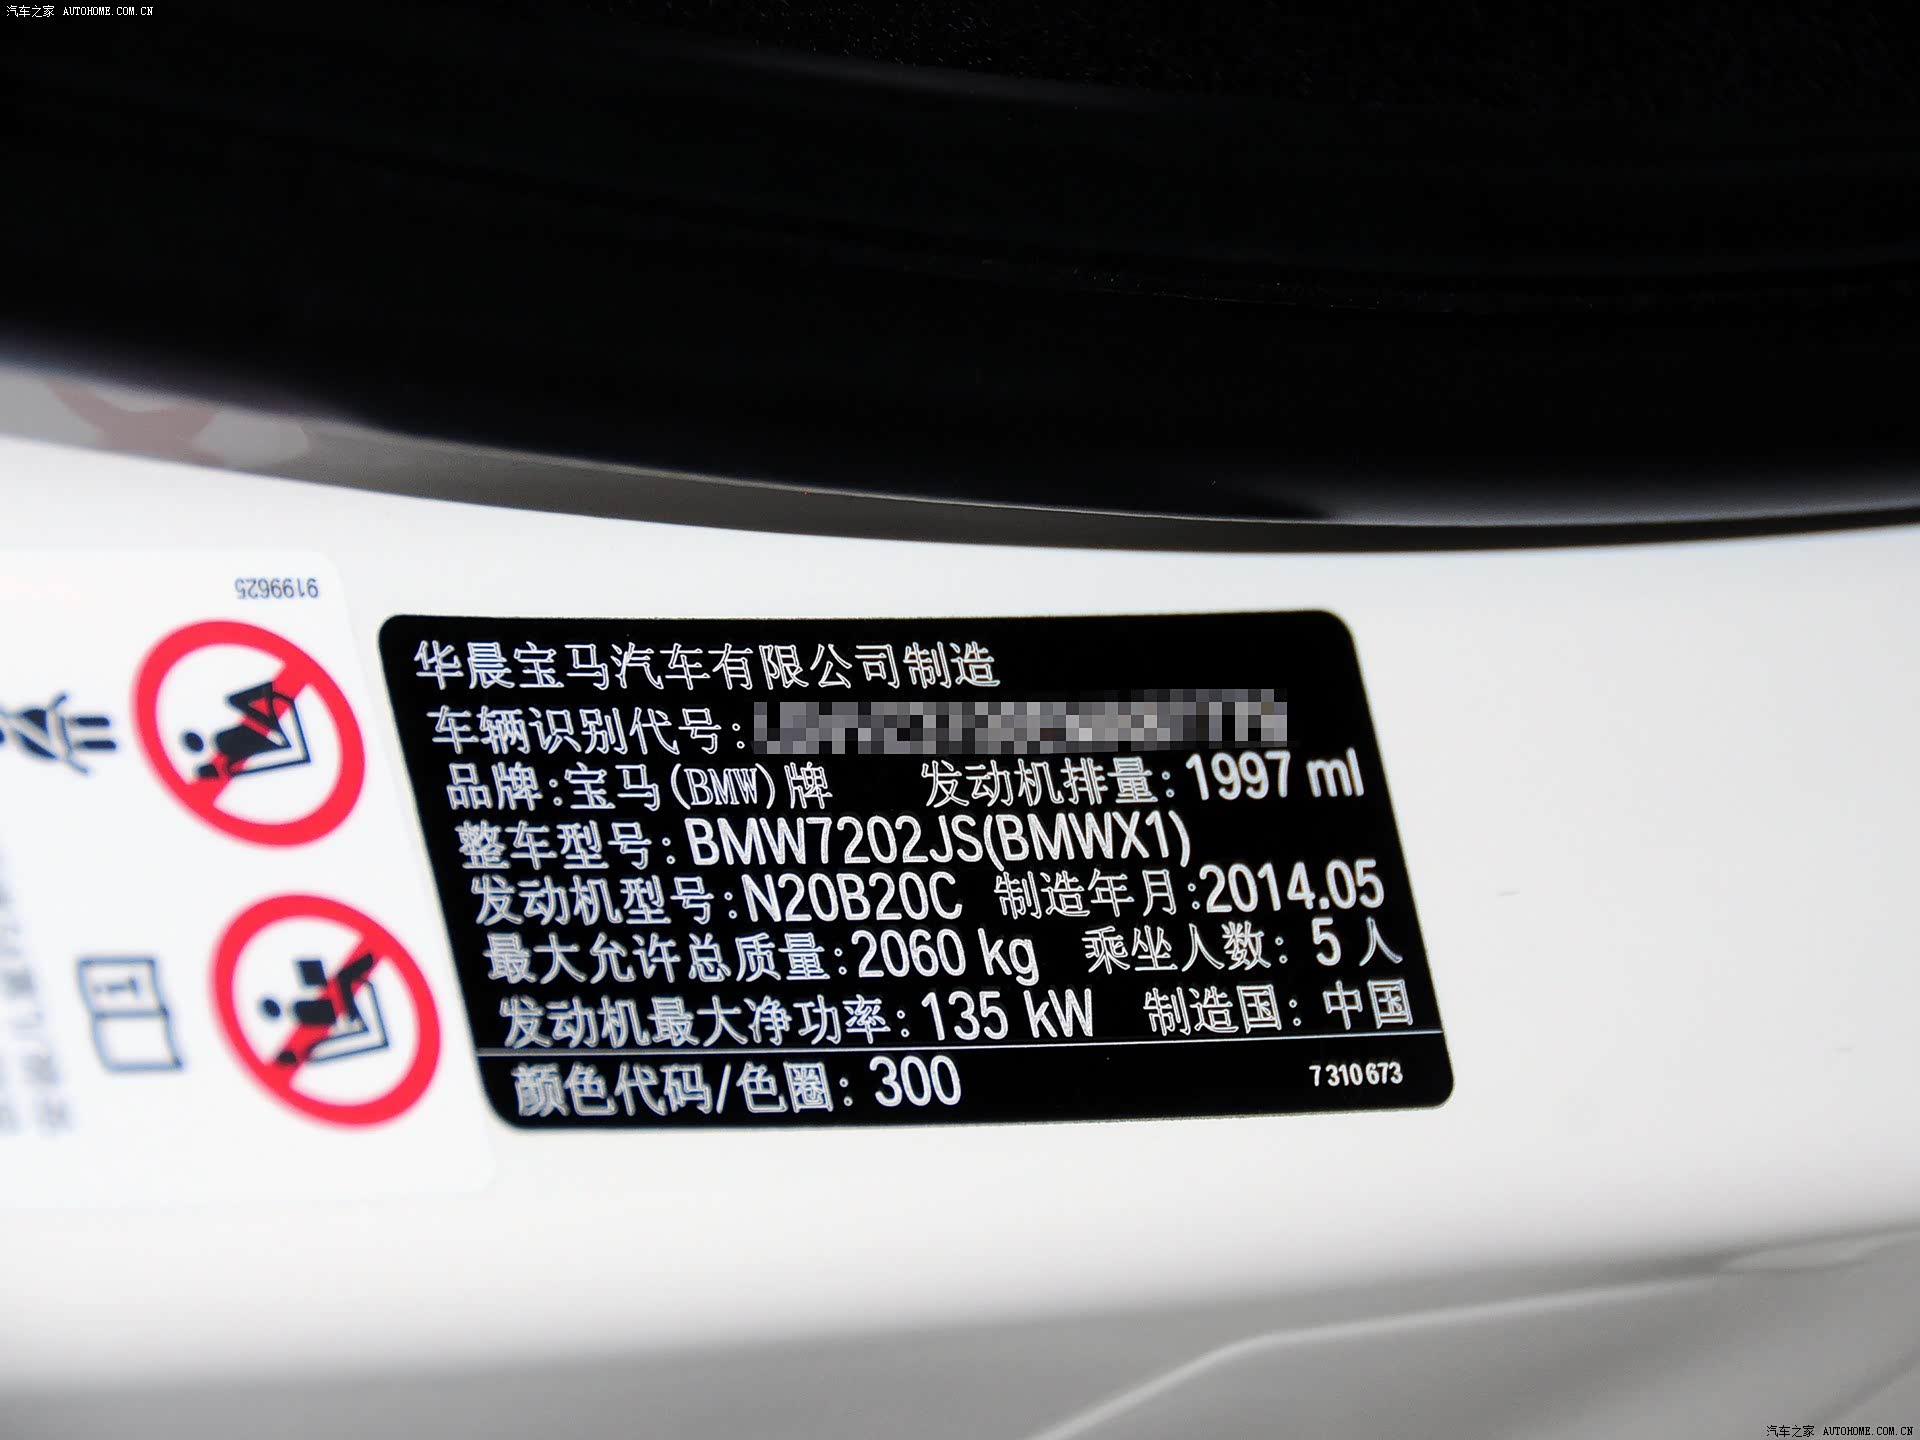 汽车之家 AUTOHOME.COM.CN
9199625
华晨宝马汽车有限公司制造
车辆识别代号:
品牌:宝马(BMW)牌 发动机排量: 1997 ml
整车型号: BMW7202JS(BMWX1)
发动机型号:N20B20C 制造年月:2014.05
最大允许总质量:2060 kg 乘坐人数: 5 人
发动机最大净功率: 135 kW 制造国: 中国
颜色代码/色圈: 300 7 310 673
汽车之家 AUTOHOME.COM.CN